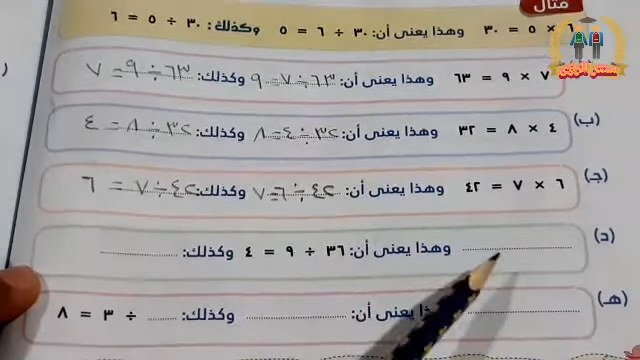 مثال
٦ × ٥ = ٣٠ وهذا يعنى أن: ٣٠ ÷ ٦ = ٥ وكذلك: ٣٠ ÷ ٥ = ٦
٧ × ٩ = ٦٣ وهذا يعنى أن: ٦٣ ÷ ٧ = ٩ وكذلك: ٦٣ ÷ ٩ = ٧
(ب) ٤ × ٨ = ٣٢ وهذا يعنى أن: ٣٢ ÷ ٤ = ٨ وكذلك: ٣٢ ÷ ٨ = ٤
(جـ) ٦ × ٧ = ٤٢ وهذا يعنى أن: ٤٢ ÷ ٦ = ٧ وكذلك: ٤٢ ÷ ٧ = ٦
(د) ........ وهذا يعنى أن: ٣٦ ÷ ٩ = ٤ وكذلك: ........
(هـ) ........ يعنى أن: ........ وكذلك: ........ ÷ ٣ = ٨